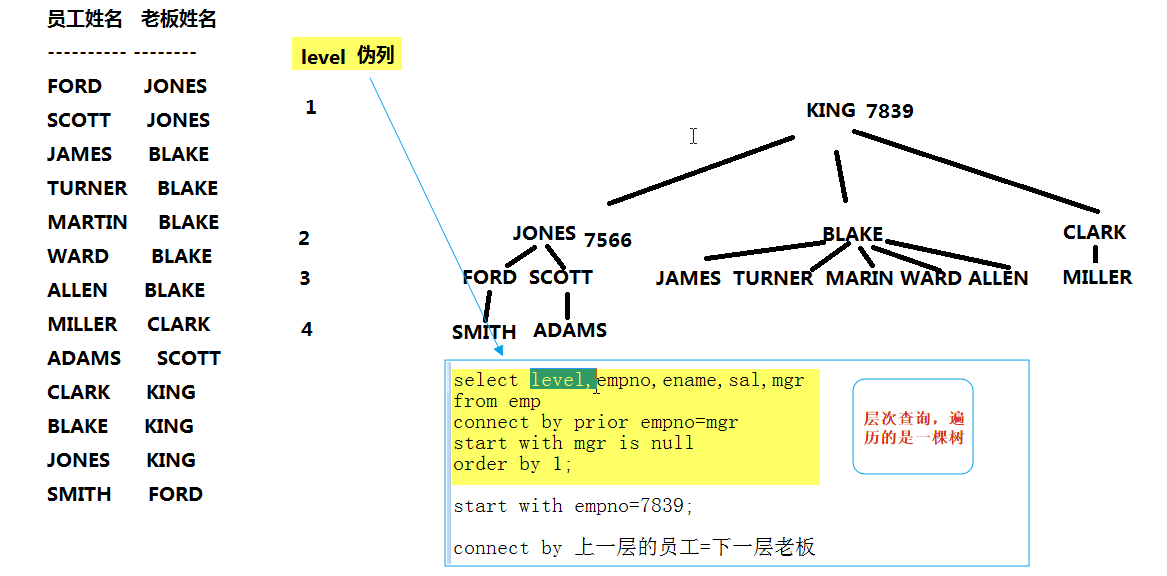 员工姓名 老板姓名
---------- --------
FORD JONES
SCOTT JONES
JAMES BLAKE
TURNER BLAKE
MARTIN BLAKE
WARD BLAKE
ALLEN BLAKE
MILLER CLARK
ADAMS SCOTT
CLARK KING
BLAKE KING
JONES KING
SMITH FORD
level 伪列
1
KING 7839
2
JONES 7566 BLAKE CLARK
3
FORD SCOTT JAMES TURNER MARIN WARD ALLEN MILLER
4
SMITH ADAMS
select level,empno,ename,sal,mgr
from emp
connect by prior empno=mgr
start with mgr is null
order by 1;
start with empno=7839;
connect by 上一层的员工=下一层老板
层次查询，遍
历的是一棵树